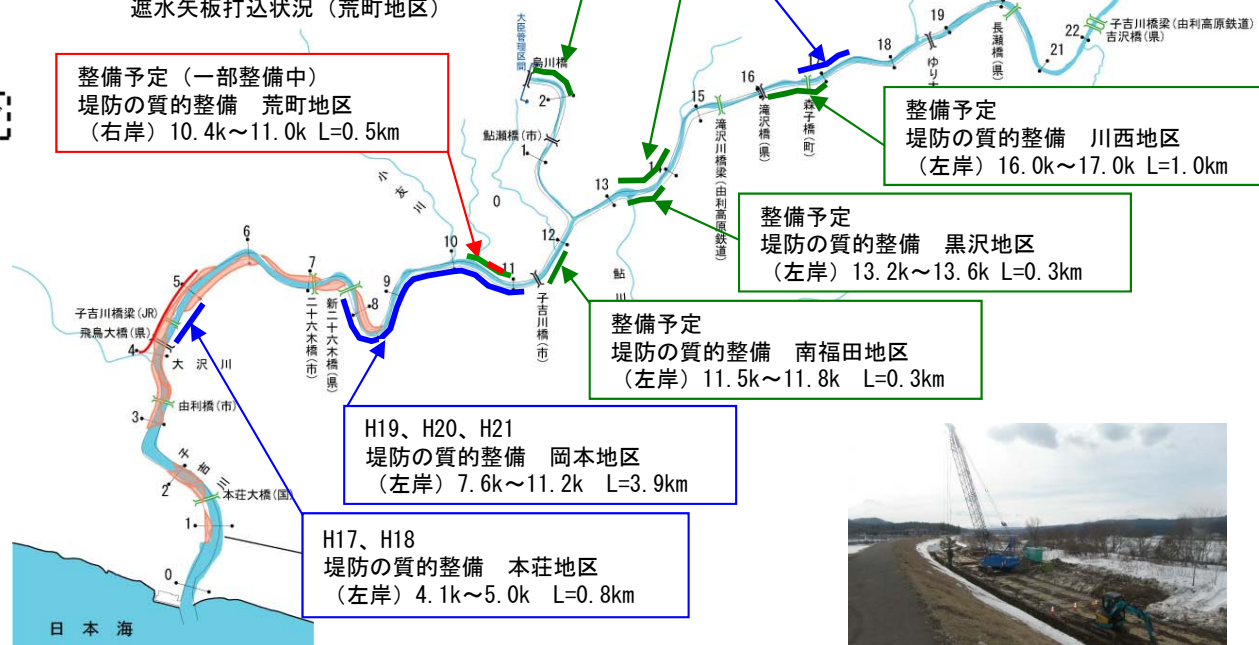 遮水矢板打込状況（荒町地区）
整備予定（一部整備中）
堤防の質的整備　荒町地区
（右岸）10.4k～11.0k L=0.5km
大臣管理区間
烏川橋
2
鮎瀬橋(市)
1
小友川
0
19
18
16
15
長瀬橋(県)
21
22
子吉川橋梁(由利高原鉄道)
吉沢橋(県)
滝沢橋(県)
森子橋(町)
滝沢川橋梁(由利高原鉄道)
整備予定
堤防の質的整備　川西地区
（左岸）16.0k～17.0k L=1.0km
整備予定
堤防の質的整備　黒沢地区
（左岸）13.2k～13.6k L=0.3km
整備予定
堤防の質的整備　南福田地区
（左岸）11.5k～11.8k　L=0.3km
13
12
鮎川
11
10
9
8
7
6
5
子吉川橋(市)
新二十六木橋(県)
二十六木橋(市)
子吉川橋梁(JR)
飛鳥大橋(県)
4
大沢川
由利橋(市)
3
子吉川
2
本荘大橋(国)
1
0
日本海
H19、H20、H21
堤防の質的整備　岡本地区
（左岸）7.6k～11.2k　L=3.9km
H17、H18
堤防の質的整備　本荘地区
（左岸）4.1k～5.0k　L=0.8km